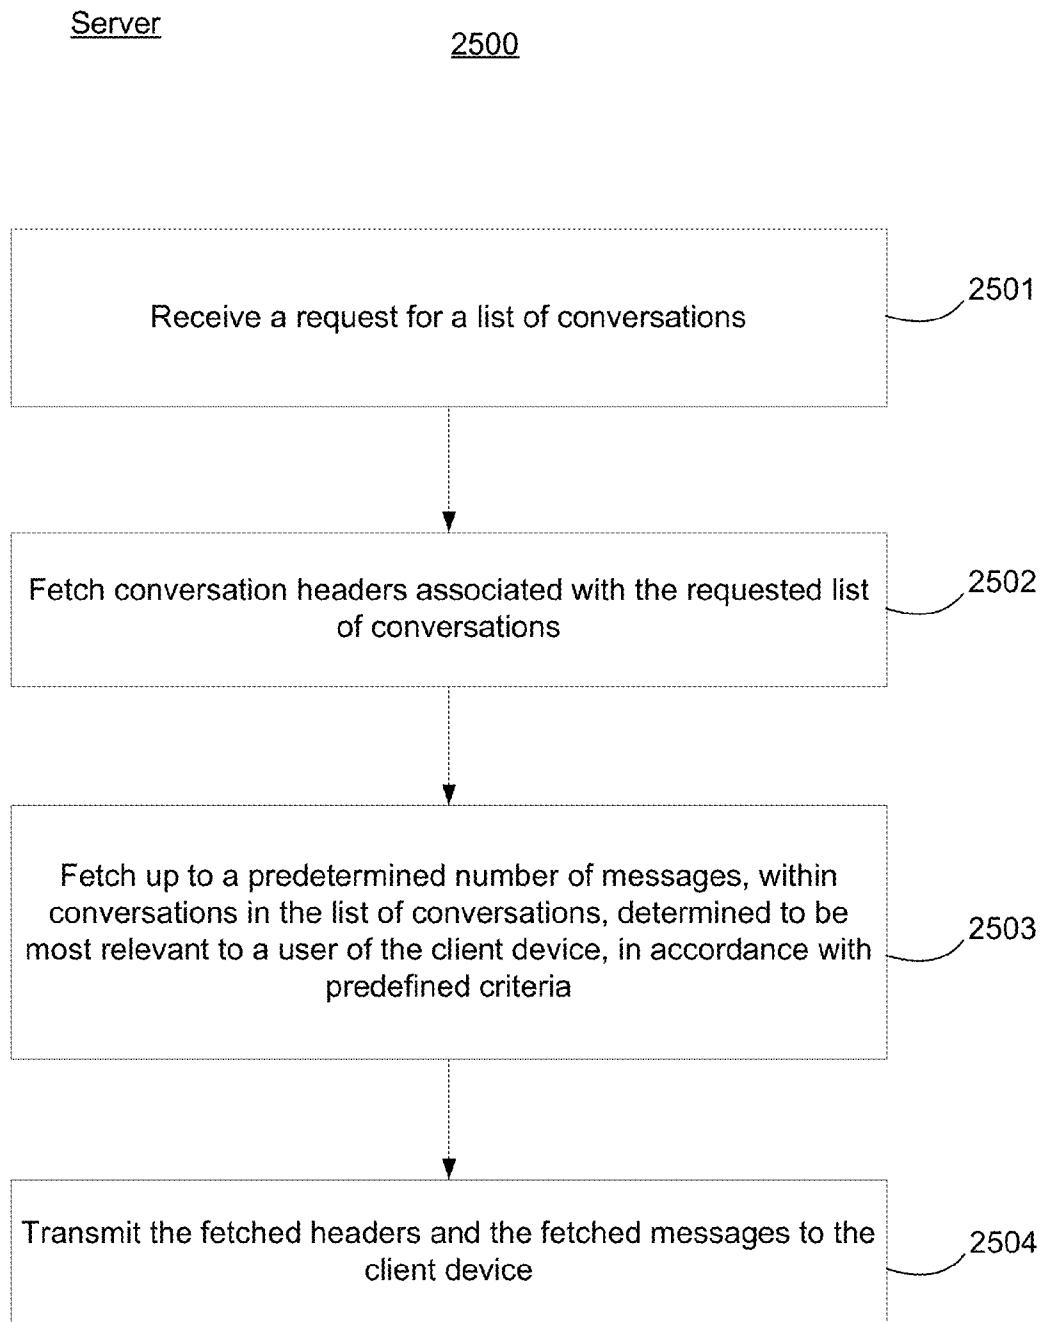 Server
2500
Receive a request for a list of conversations
2501
Fetch conversation headers associated with the requested list
of conversations
2502
Fetch up to a predetermined number of messages, within
conversations in the list of conversations, determined to be
most relevant to a user of the client device, in accordance with
predefined criteria
2503
Transmit the fetched headers and the fetched messages to the
client device
2504